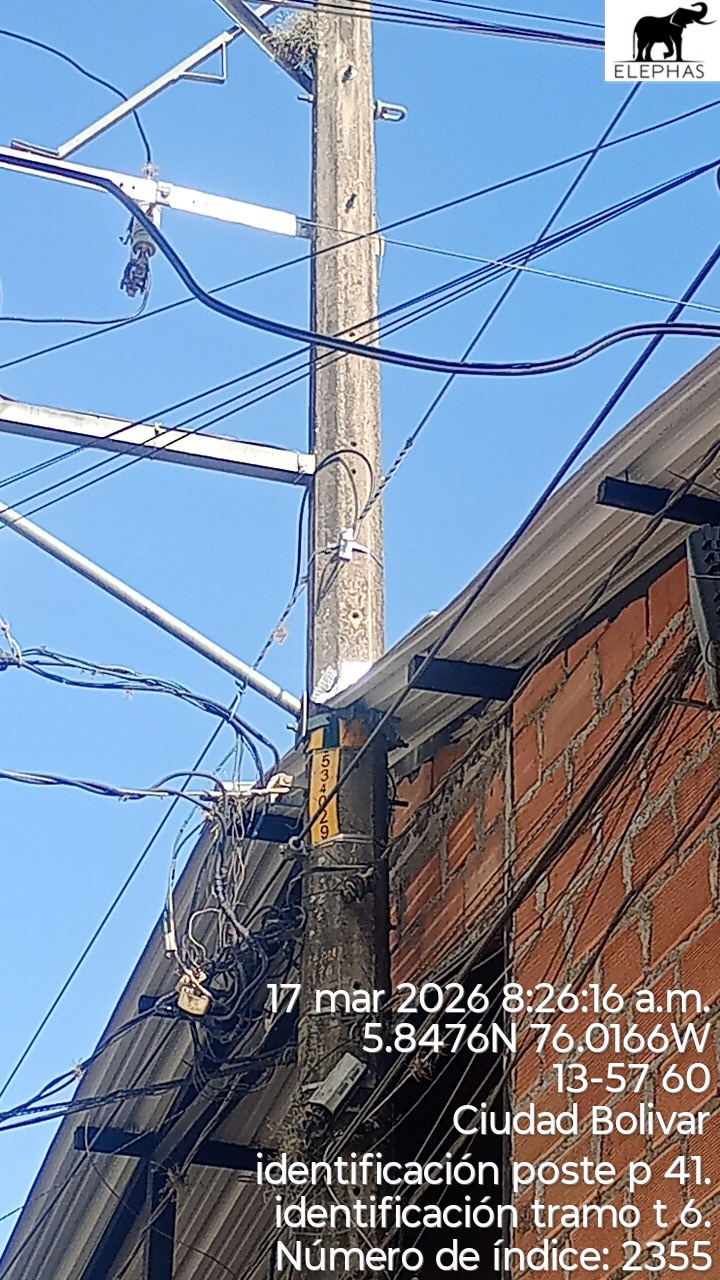 ELEPHAS
534029
17 mar 2026 8:26:16 a.m.
5.8476N 76.0166W
13-57 60
Ciudad Bolivar
identificación poste p 41.
identificación tramo t 6.
Número de índice: 2355